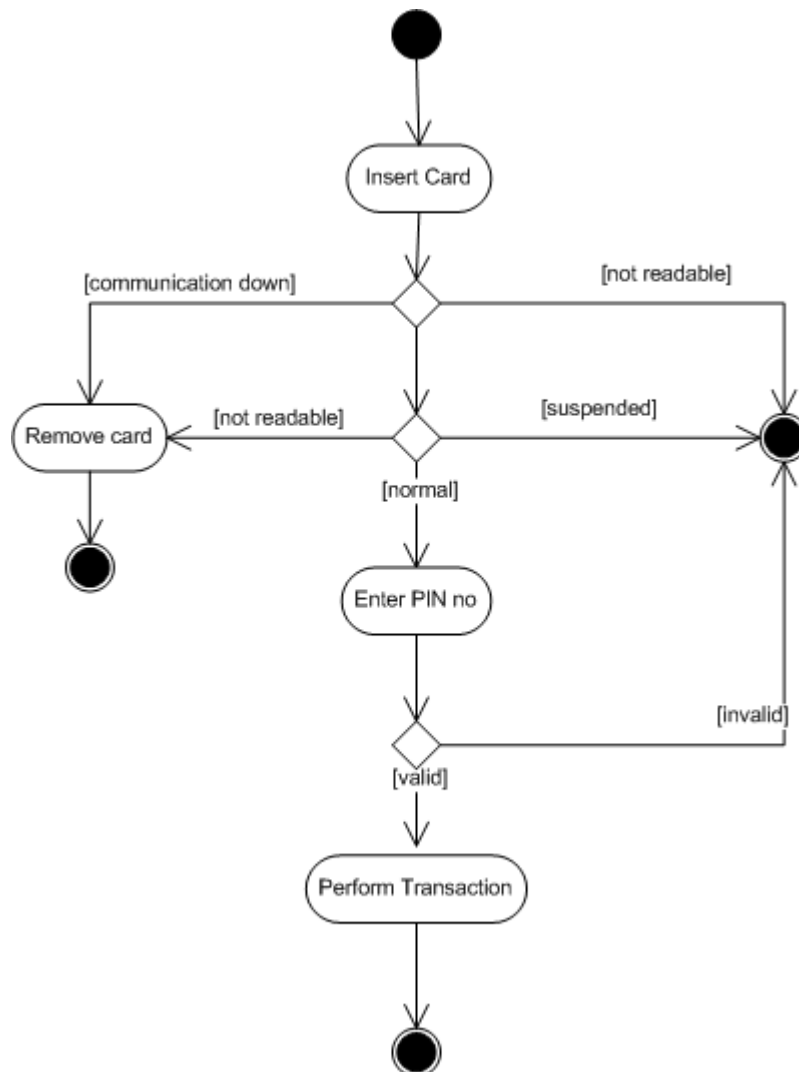 Insert Card
[communication down]
[not readable]
Remove card
[not readable]
[suspended]
[normal]
Enter PIN no
[invalid]
[valid]
Perform Transaction